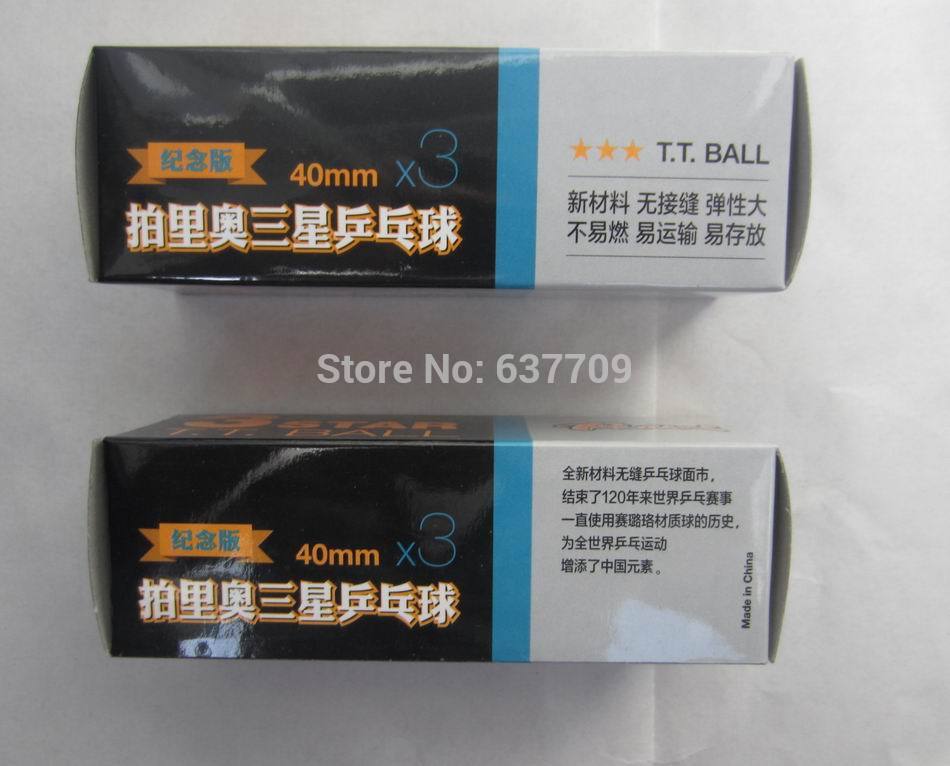 纪念版
40mm x3
拍里奥三星乒乓球
★★★ T.T. BALL
新材料 无接缝 弹性大
不易燃 易运输 易存放
Store No: 637709
3 STAR
T.T. BALL
纪念版
40mm x3
拍里奥三星乒乓球
全新材料无缝乒乓球面市,
结束了120年来世界乒乓赛事
一直使用赛璐珞材质球的历史,
为全世界乒乓运动
增添了中国元素。
Made in China